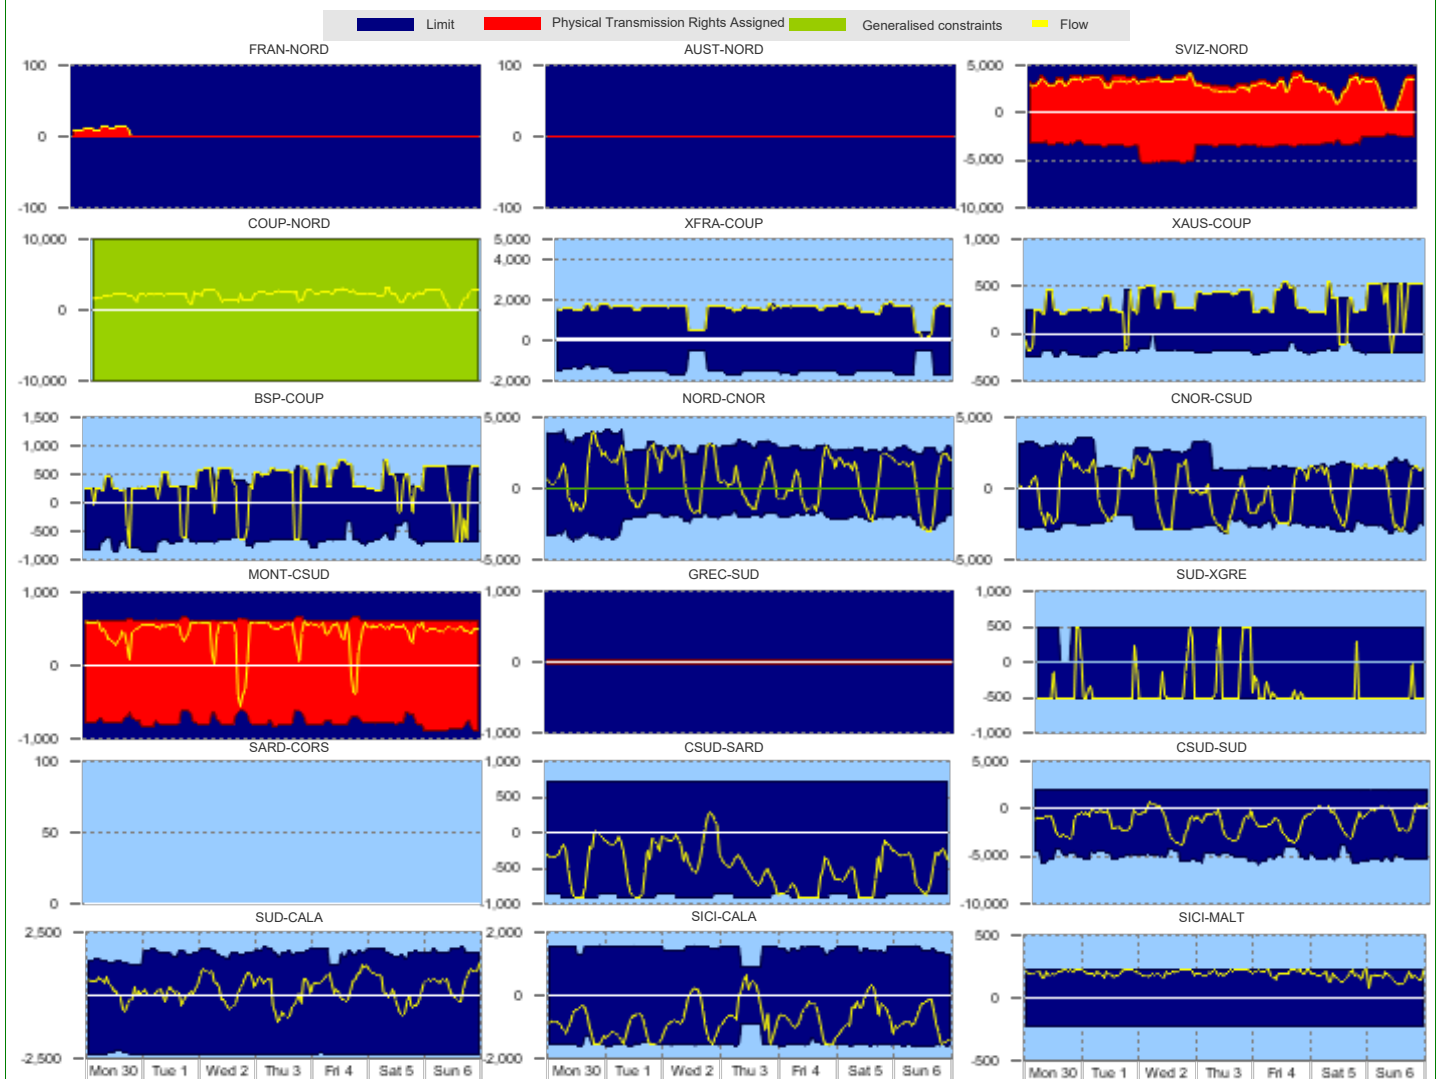 Limit Physical Transmission Rights Assigned Generalised constraints Flow
FRAN-NORD AUST-NORD SVIZ-NORD
100 100 5,000
0 0 0
-5,000
-100 -100 -10,000
COUP-NORD XFRA-COUP XAUS-COUP
10,000 5,000 1,000
4,000
2,000 500
0 0 0
-10,000 -2,000 -500
BSP-COUP NORD-CNOR CNOR-CSUD
1,500 5,000 5,000
1,000
500
0 0 0
-500
-1,000 -5,000 -5,000
MONT-CSUD GREC-SUD SUD-XGRE
1,000 1,000 1,000
500
0 0 0
-500
-1,000 -1,000 -1,000
SARD-CORS CSUD-SARD CSUD-SUD
100 1,000 5,000
500
50 0 0
-500 -5,000
0 -1,000 -10,000
SUD-CALA SICI-CALA SICI-MALT
2,500 2,000 500
0 0 0
-2,500 -2,000 -500
Mon 30 Tue 1 Wed 2 Thu 3 Fri 4 Sat 5 Sun 6 Mon 30 Tue 1 Wed 2 Thu 3 Fri 4 Sat 5 Sun 6 Mon 30 Tue 1 Wed 2 Thu 3 Fri 4 Sat 5 Sun 6